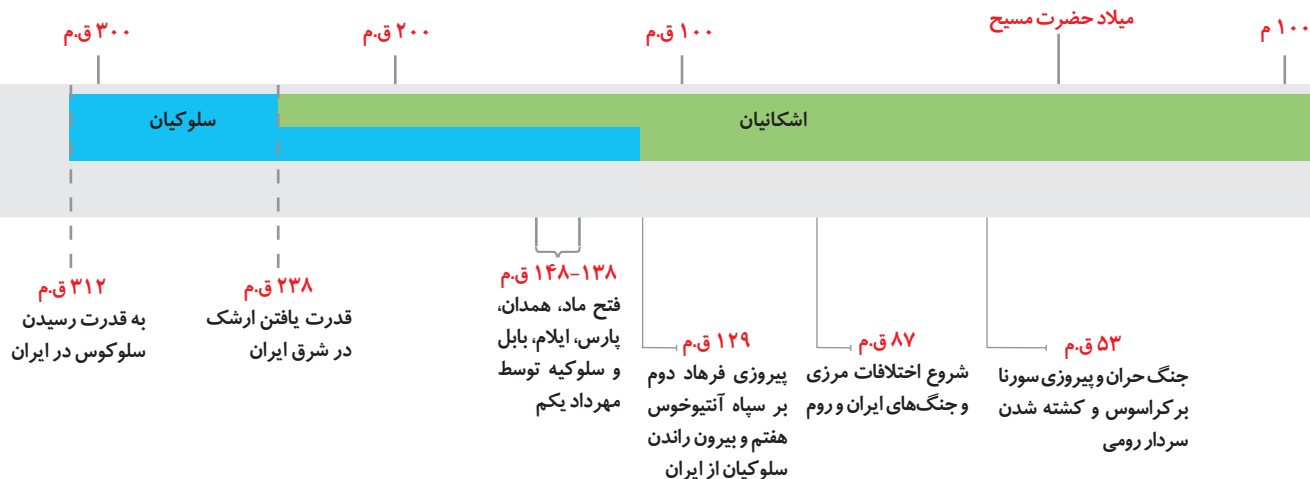 ۳۰۰ ق.م
۲۰۰ ق.م
۱۰۰ ق.م
میلاد حضرت مسیح
۱۰۰ م
سلوکیان
اشکانیان
۳۱۲ ق.م
به قدرت رسیدن
سلوکوس در ایران
۲۳۸ ق.م
قدرت یافتن ارشک
در شرق ایران
۱۳۸–۱۴۸ ق.م
فتح ماد، همدان،
پارس، ایلام، بابل
و سلوکیه توسط
مهرداد یکم
۱۲۹ ق.م
پیروزی فرهاد دوم
بر سپاه آنتیوخوس
هفتم و بیرون راندن
سلوکیان از ایران
۸۷ ق.م
شروع اختلافات مرزی
و جنگ‌های ایران و روم
۵۳ ق.م
جنگ حران و پیروزی سورنا
بر کراسوس و کشته شدن
سردار رومی